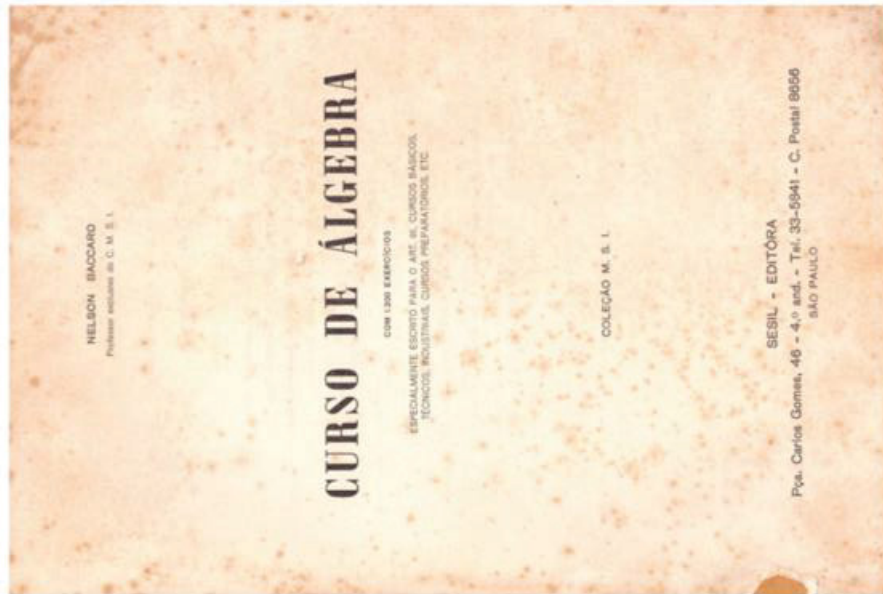 NELSON BACCARO
Professor exclusivo do C. M. S. I.
CURSO DE ÁLGEBRA
COM 1.200 EXERCÍCIOS
ESPECIALMENTE ESCRITO PARA O ART. 91, CURSOS BÁSICOS,
TÉCNICOS, INDUSTRIAIS, CURSOS PREPARATÓRIOS, ETC
COLEÇÃO M. S. I.
SESIL - EDITÔRA
Pça. Carlos Gomes, 46 - 4.º and. - Tel. 33-5841 - C. Postal 8656
SÃO PAULO